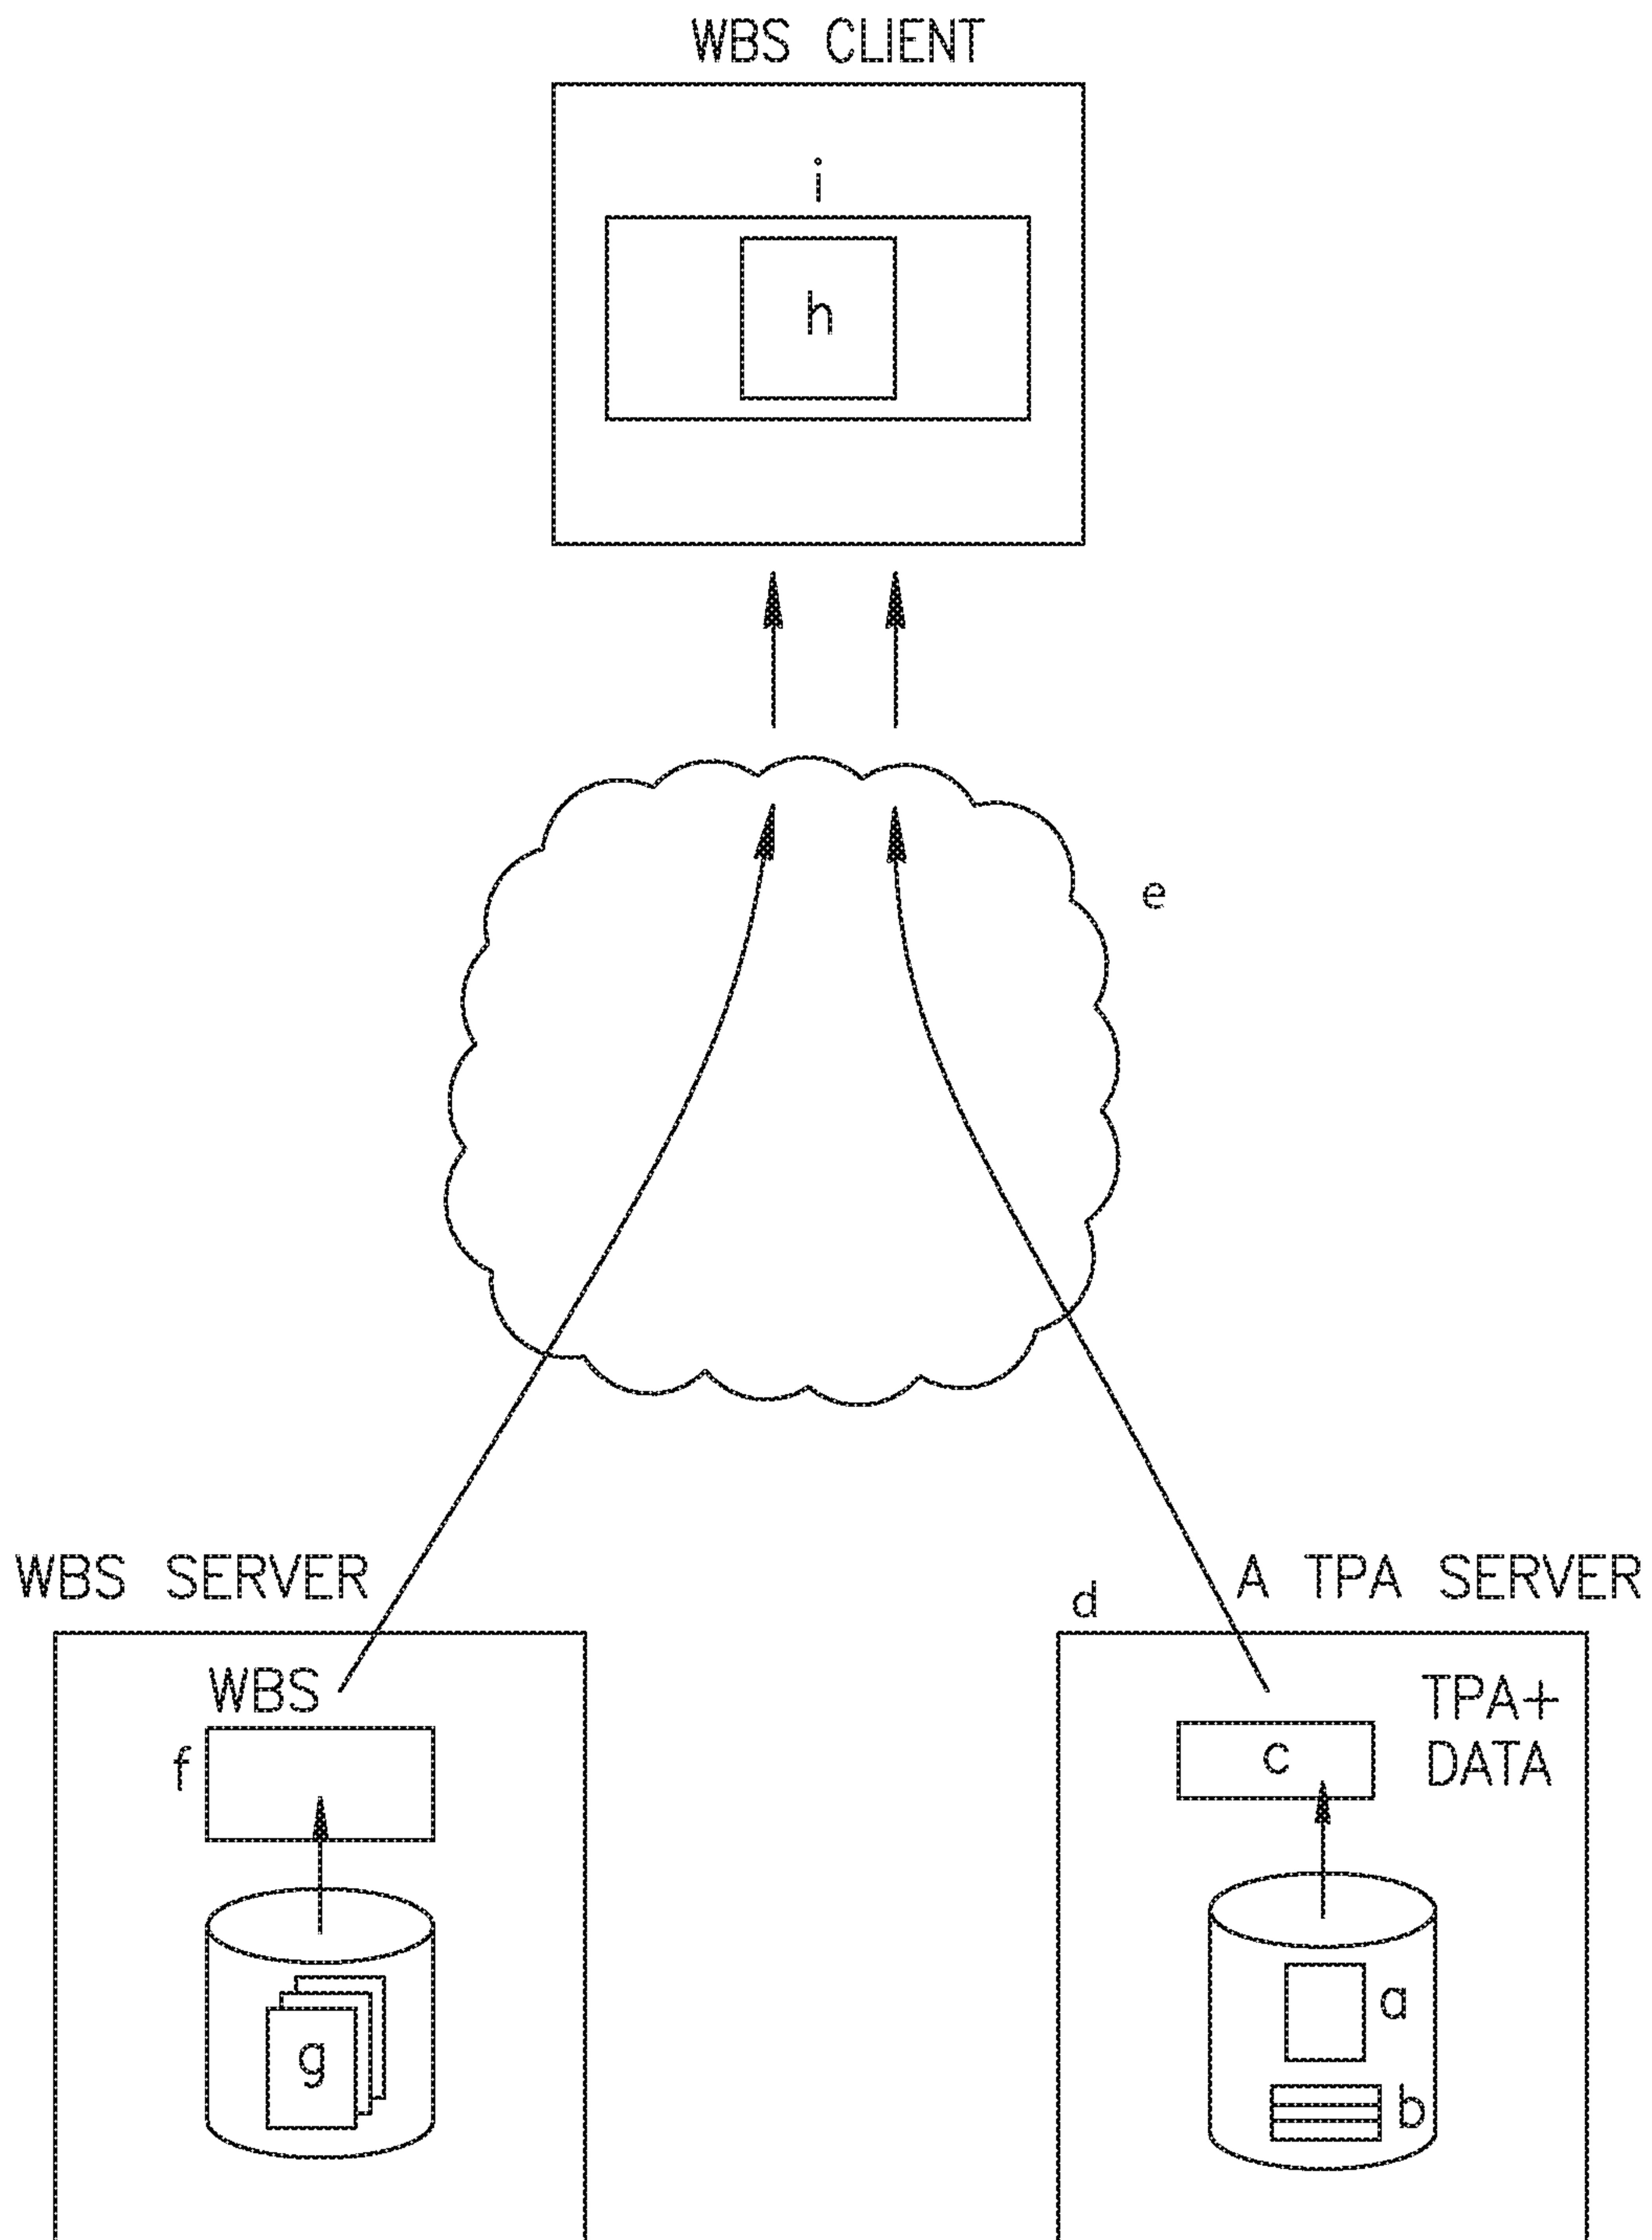 WBS CLIENT
i
h
e
WBS SERVER
d
A TPA SERVER
WBS
f
TPA+
DATA
c
g
a
b